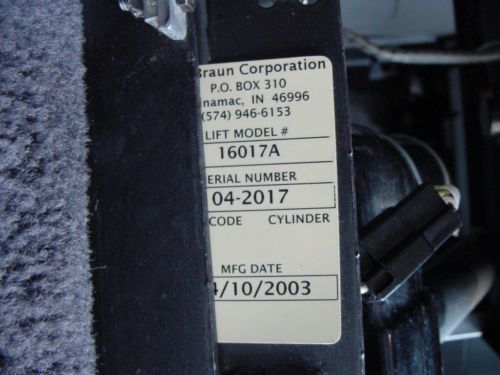 Braun Corporation
P.O. BOX 310
namac, IN 46996
(574) 946-6153
LIFT MODEL #
16017A
ERIAL NUMBER
04-2017
CODE CYLINDER
MFG DATE
4/10/2003